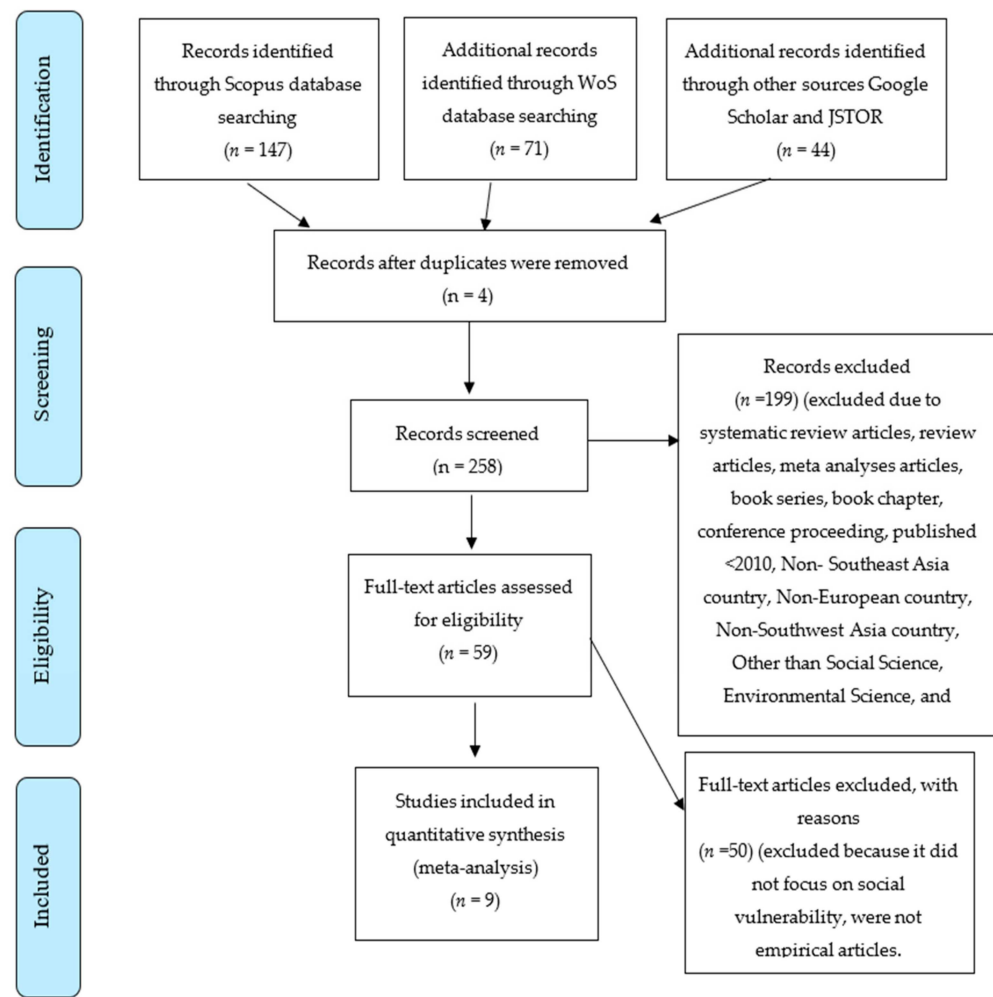 Identification
Records identified
through Scopus database
searching
(n = 147)
Additional records
identified through WoS
database searching
(n = 71)
Additional records identified
through other sources Google
Scholar and JSTOR
(n = 44)
Screening
Records after duplicates were removed
(n = 4)
Records screened
(n = 258)
Records excluded
(n =199) (excluded due to
systematic review articles, review
articles, meta analyses articles,
book series, book chapter,
conference proceeding, published
<2010, Non- Southeast Asia
country, Non-European country,
Non-Southwest Asia country,
Other than Social Science,
Environmental Science, and
Eligibility
Full-text articles assessed
for eligibility
(n = 59)
Full-text articles excluded, with
reasons
(n =50) (excluded because it did
not focus on social
vulnerability, were not
empirical articles.
Included
Studies included in
quantitative synthesis
(meta-analysis)
(n = 9)